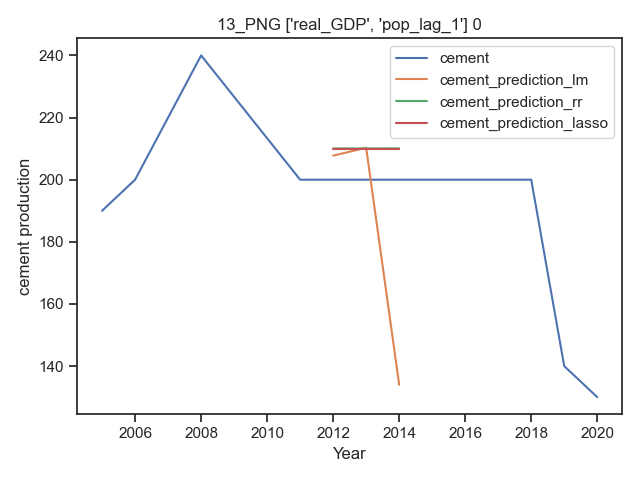 13_PNG ['real_GDP', 'pop_lag_1'] 0
cement
cement_prediction_lm
cement_prediction_rr
cement_prediction_lasso
cement production
240
220
200
180
160
140
2006 2008 2010 2012 2014 2016 2018 2020
Year